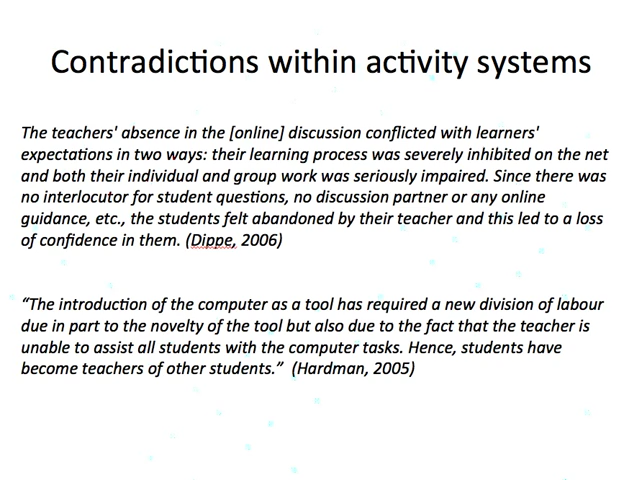 Contradictions within activity systems
The teachers' absence in the [online] discussion conflicted with learners'
expectations in two ways: their learning process was severely inhibited on the net
and both their individual and group work was seriously impaired. Since there was
no interlocutor for student questions, no discussion partner or any online
guidance, etc., the students felt abandoned by their teacher and this led to a loss
of confidence in them. (Dippe, 2006)
“The introduction of the computer as a tool has required a new division of labour
due in part to the novelty of the tool but also due to the fact that the teacher is
unable to assist all students with the computer tasks. Hence, students have
become teachers of other students.” (Hardman, 2005)